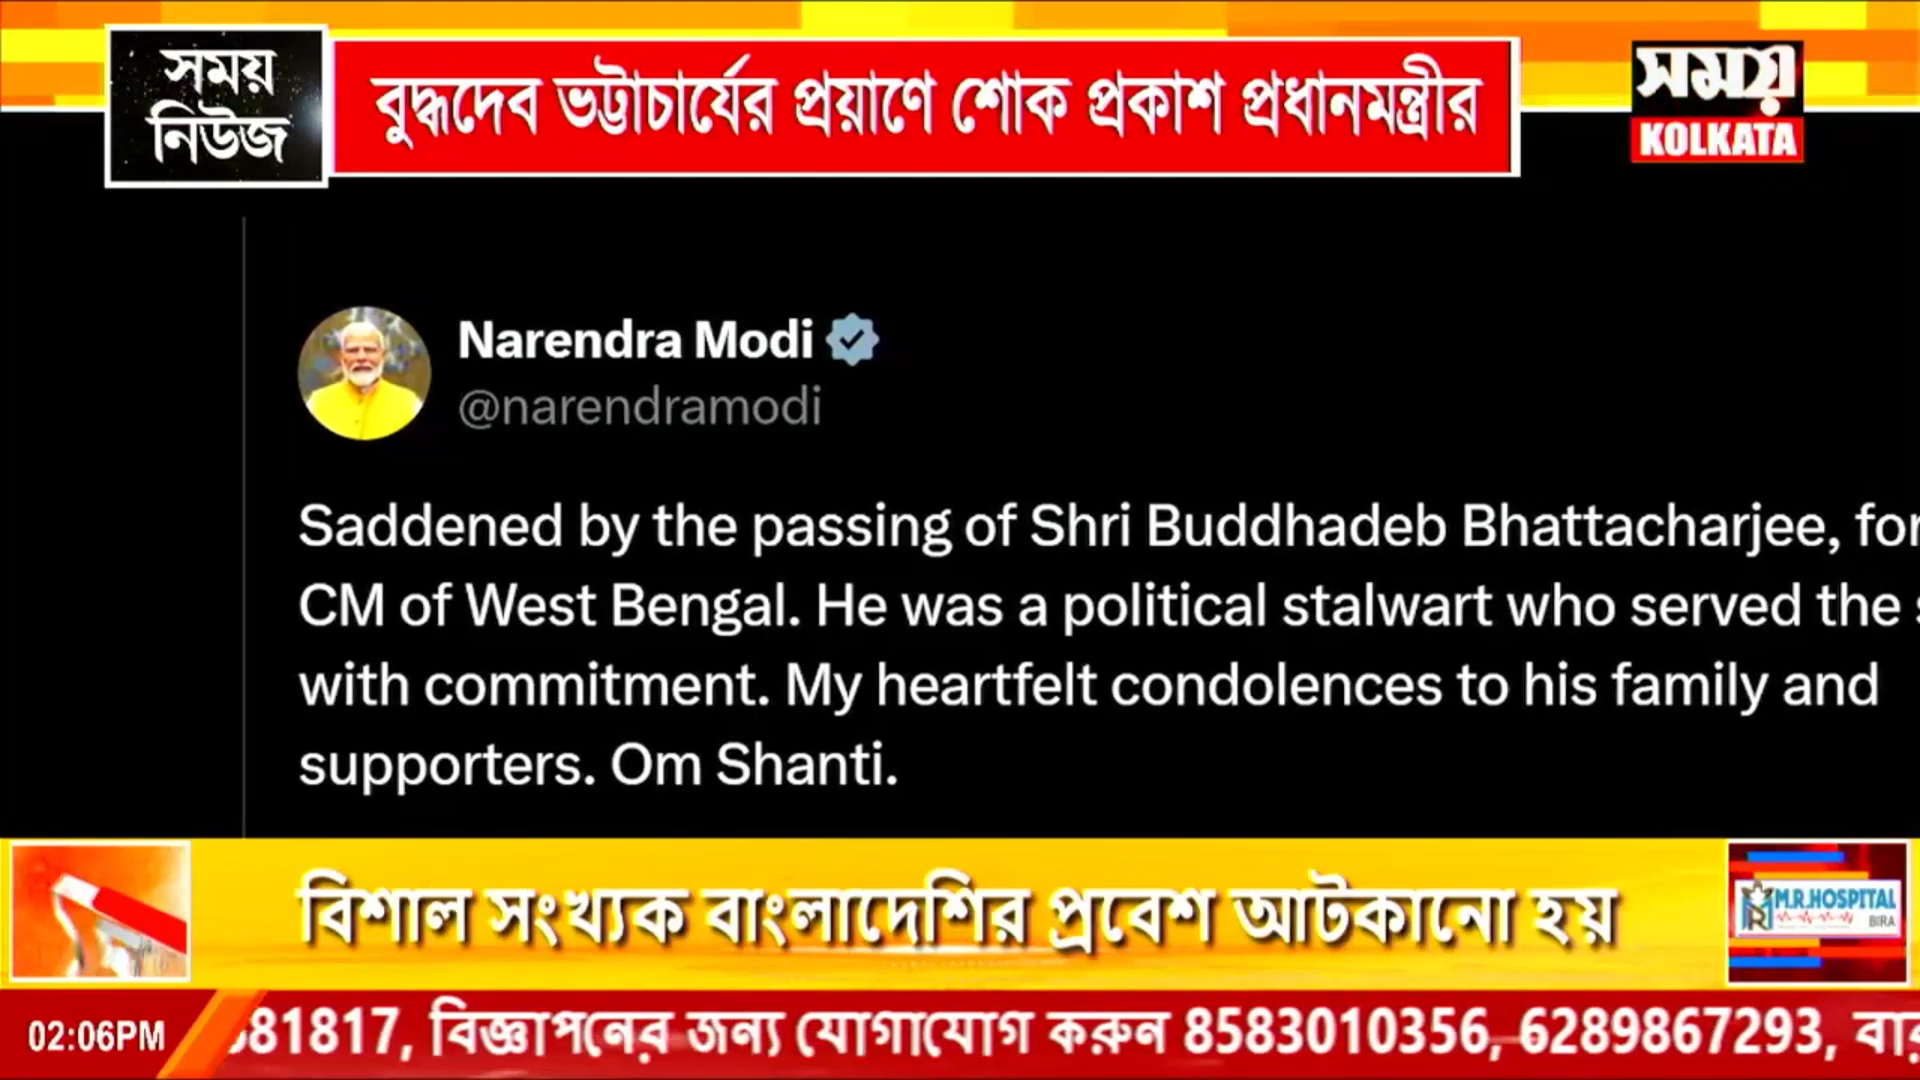 সময়
নিউজ
বুদ্ধদেব ভট্টাচার্যের প্রয়াণে শোক প্রকাশ প্রধানমন্ত্রীর
সময়
KOLKATA
Narendra Modi
@narendramodi
Saddened by the passing of Shri Buddhadeb Bhattacharjee, for
CM of West Bengal. He was a political stalwart who served the
with commitment. My heartfelt condolences to his family and
supporters. Om Shanti.
বিশাল সংখ্যক বাংলাদেশির প্রবেশ আটকানো হয়
M.R.HOSPITAL
BIRA
02:06PM
81817, বিজ্ঞাপনের জন্য যোগাযোগ করুন 8583010356, 6289867293,